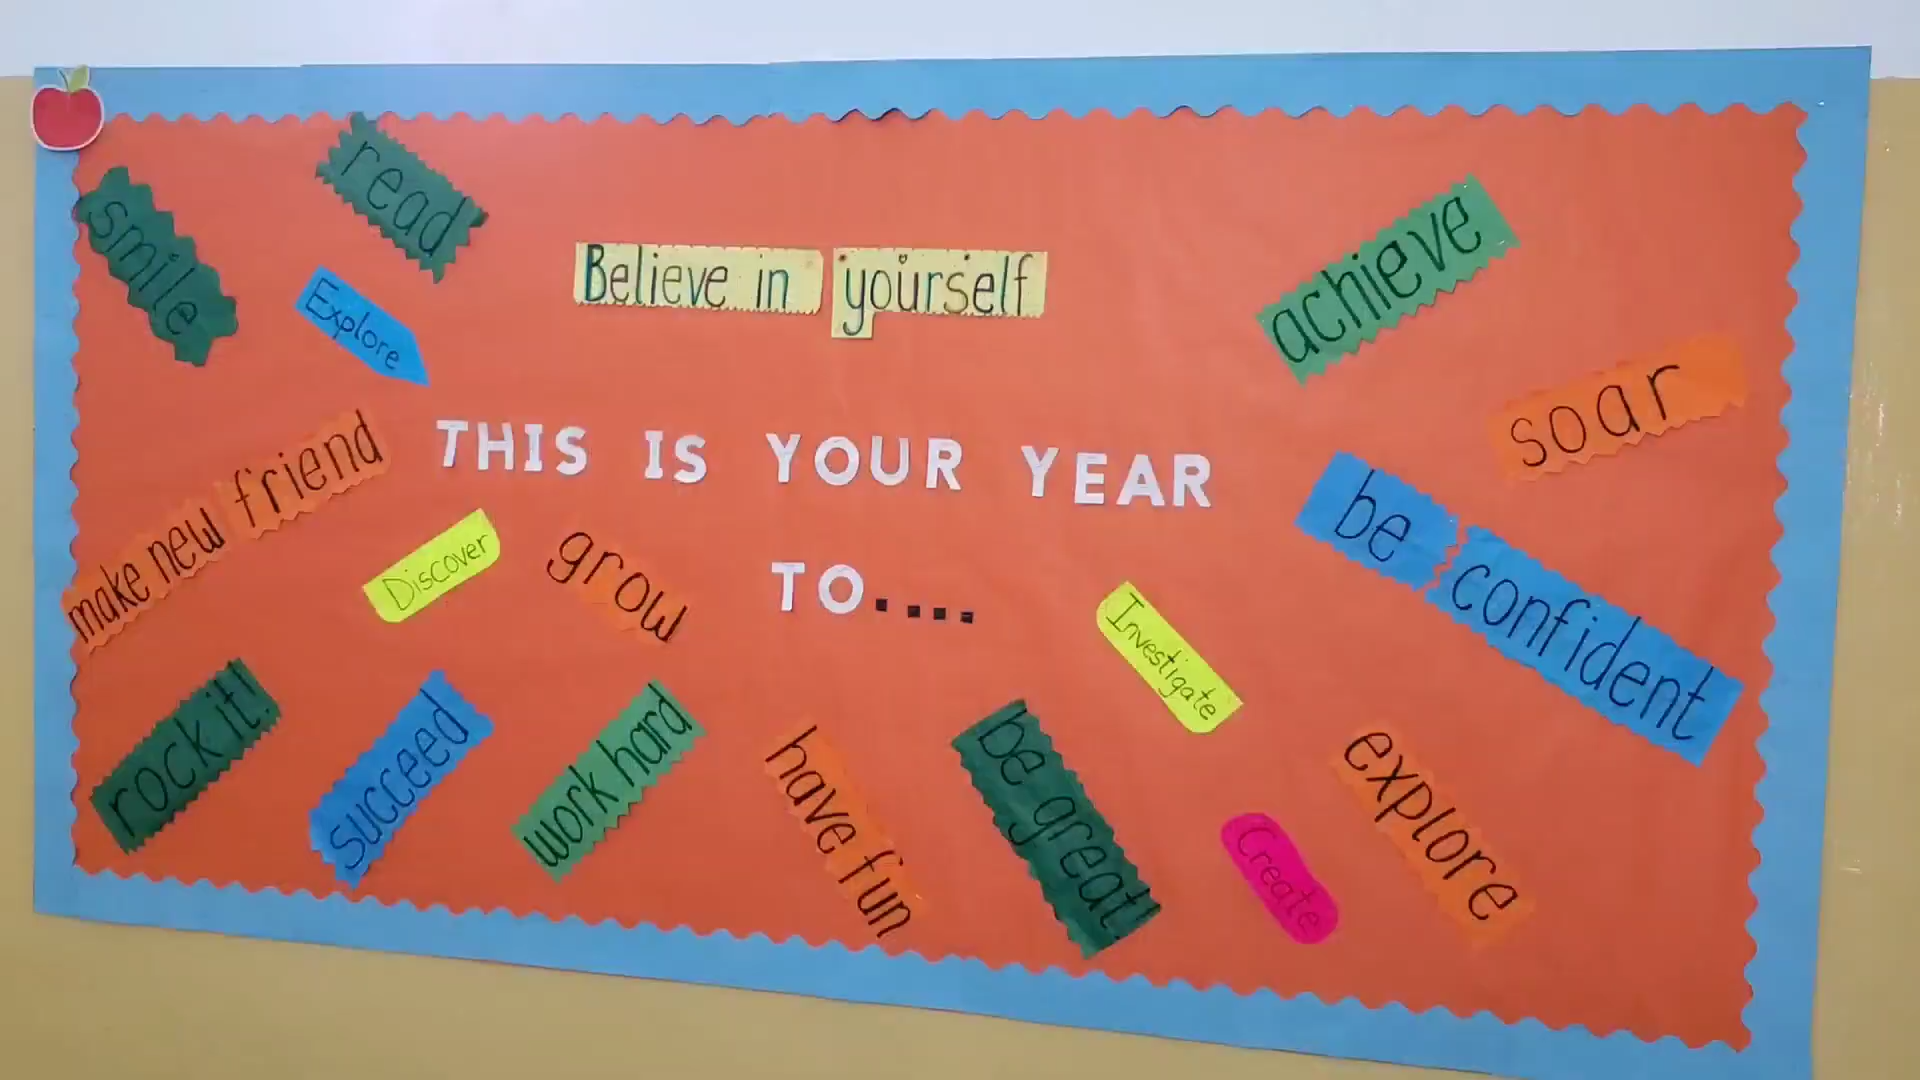 read
smile
Explore
Believe in yourself
achieve
soar
THIS IS YOUR YEAR
TO....
make new friend
Discover
grow
be confident
Investigate
rock it!
succeed
work hard
have fun
be great!
Create
explore